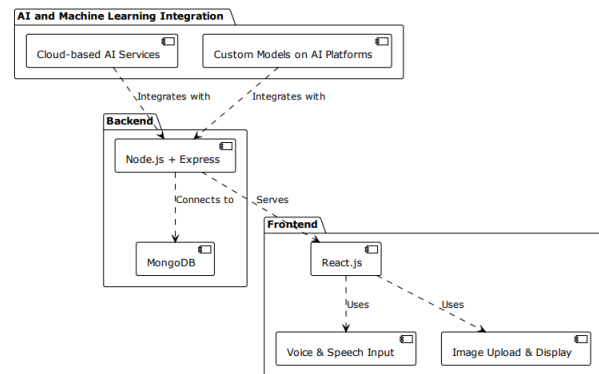 AI and Machine Learning Integration
Cloud-based AI Services
Custom Models on AI Platforms
Integrates with
Integrates with
Backend
Node.js + Express
Connects to
Serves
Frontend
MongoDB
React.js
Uses
Uses
Voice & Speech Input
Image Upload & Display